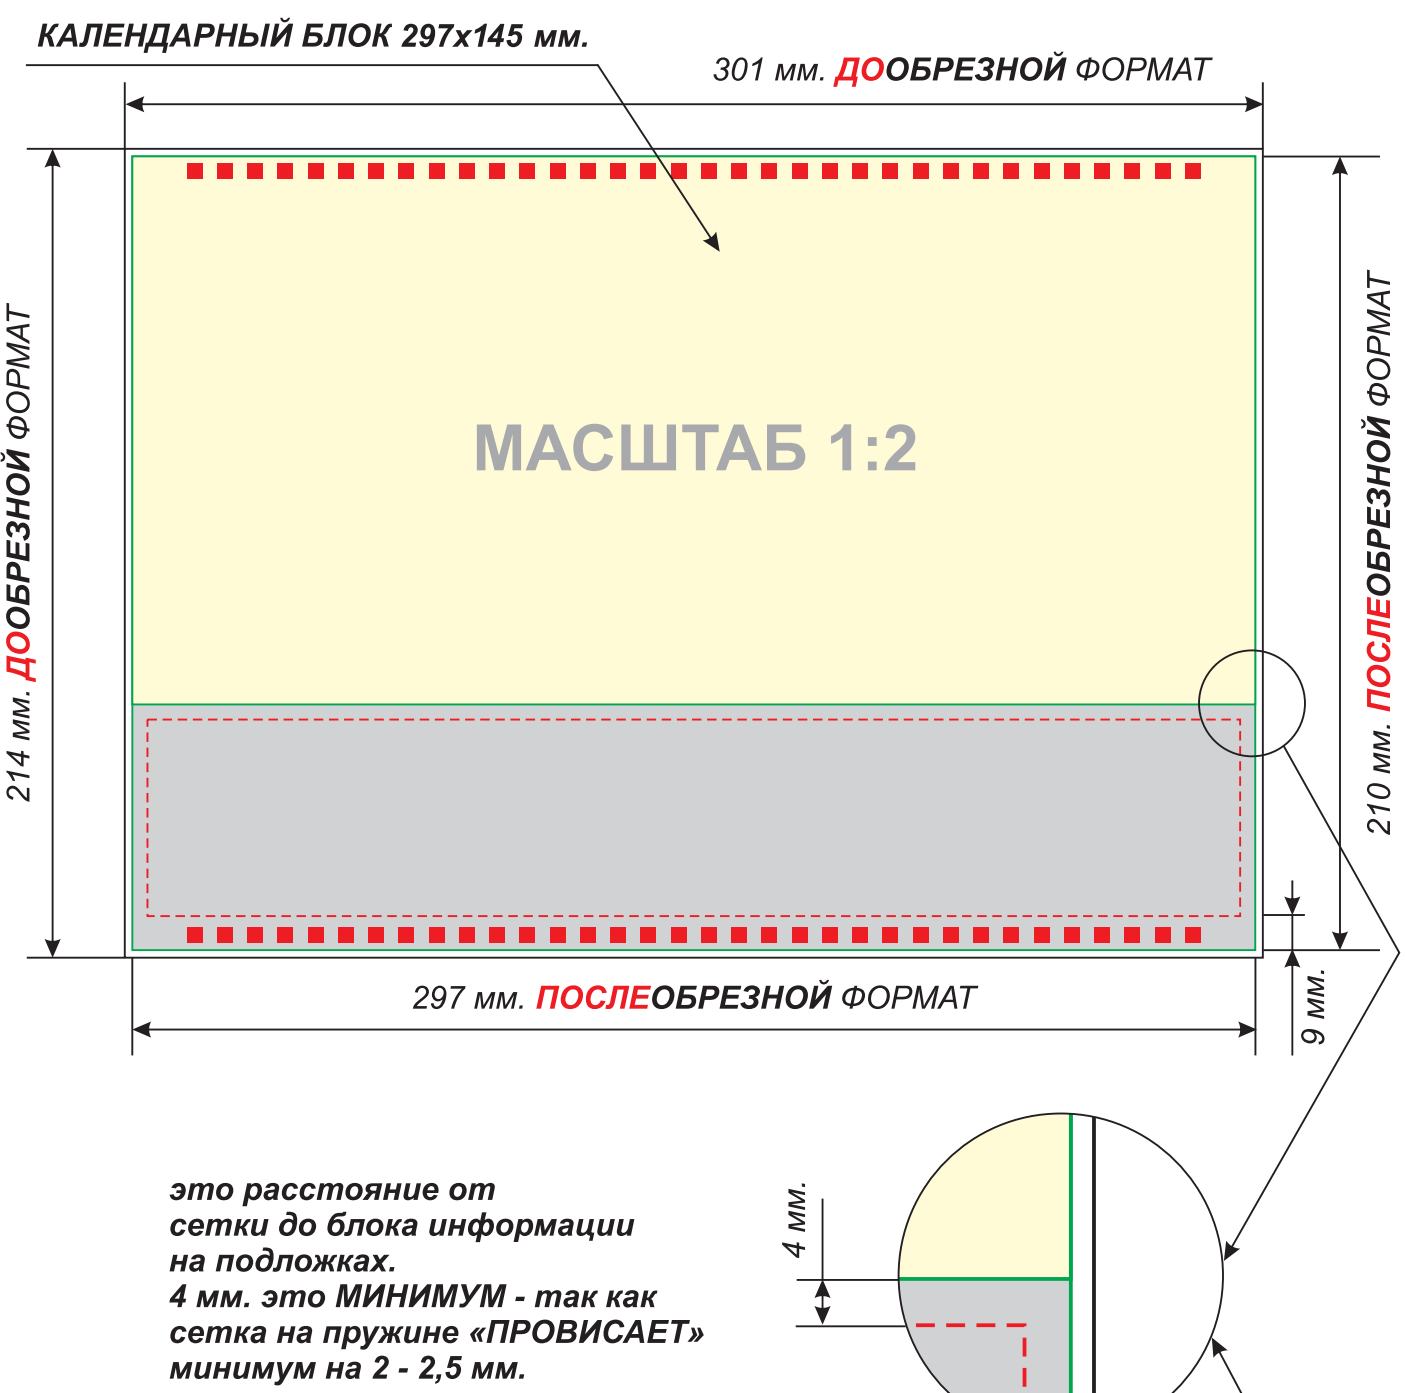 КАЛЕНДАРНЫЙ БЛОК 297х145 мм.
301 мм. ДООБРЕЗНОЙ ФОРМАТ
214 мм. ДООБРЕЗНОЙ ФОРМАТ
МАСШТАБ 1:2
210 мм. ПОСЛЕОБРЕЗНОЙ ФОРМАТ
297 мм. ПОСЛЕОБРЕЗНОЙ ФОРМАТ
9 мм.
это расстояние от
сетки до блока информации
на подложках.
4 мм. это МИНИМУМ - так как
сетка на пружине «ПРОВИСАЕТ»
минимум на 2 - 2,5 мм.
4 мм.